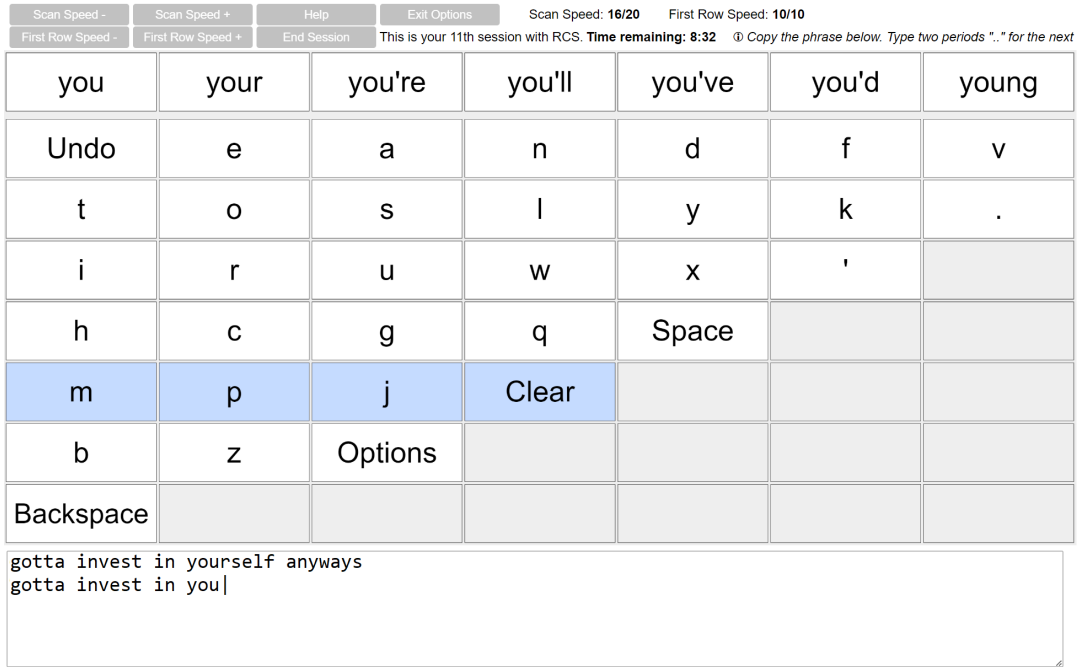 Scan Speed - Scan Speed + Help Exit Options Scan Speed: 16/20 First Row Speed: 10/10
First Row Speed - First Row Speed + End Session This is your 11th session with RCS. Time remaining: 8:32 ⓘ Copy the phrase below. Type two periods ".." for the next
you your you're you'll you've you'd young
Undo e a n d f v
t o s l y k .
i r u w x '
h c g q Space
m p j Clear
b z Options
Backspace
gotta invest in yourself anyways
gotta invest in you